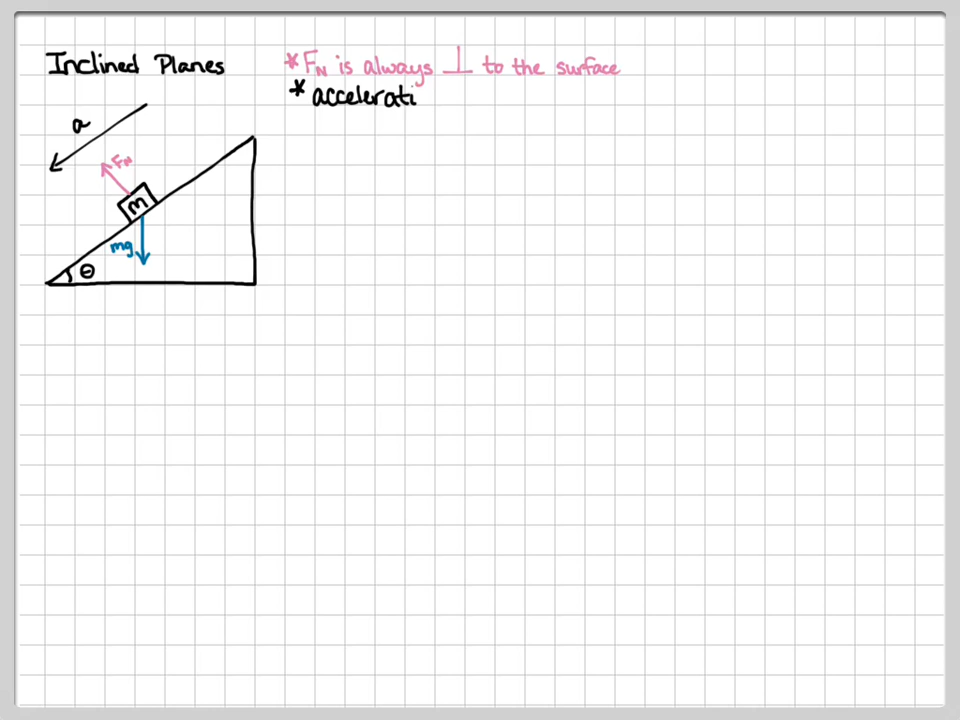 Inclined Planes
*F_N is always ⊥ to the surface
*accelerati
a
F_N
m
mg
θ